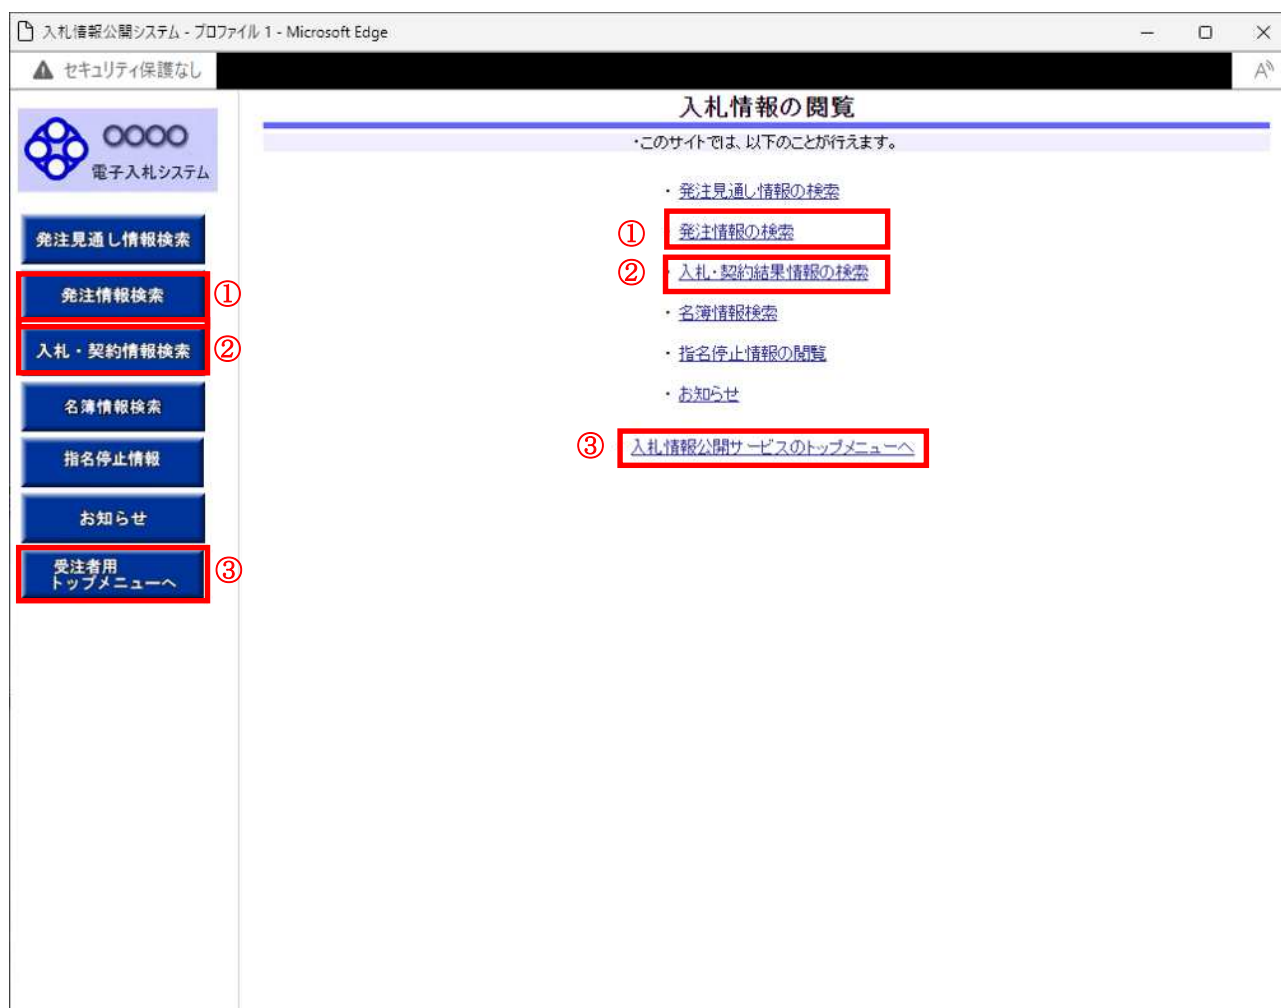 入札情報公開システム - プロファイル 1 - Microsoft Edge
セキュリティ保護なし
A
〇〇〇〇
電子入札システム
発注見通し情報検索
発注情報検索
①
入札・契約情報検索
②
名簿情報検索
指名停止情報
お知らせ
受注者用
トップメニューへ
③
入札情報の閲覧
・このサイトでは、以下のことが行えます。
・ 発注見通し情報の検索
① 発注情報の検索
② ・ 入札・契約結果情報の検索
・ 名簿情報検索
・ 指名停止情報の閲覧
・ お知らせ
③ 入札情報公開サービスのトップメニューへ